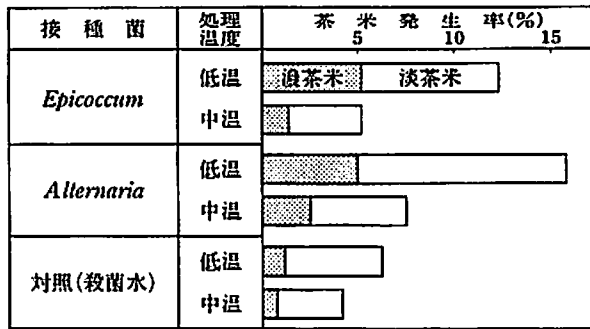 接種菌 処理温度 茶米発生率(%)
5 10 15
Epicoccum 低温 濃茶米 淡茶米
中温
Alternaria 低温
中温
対照(殺菌水) 低温
中温